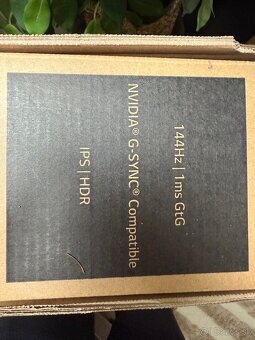 144Hz | 1ms GtG
NVIDIA® G-SYNC® Compatible
IPS | HDR